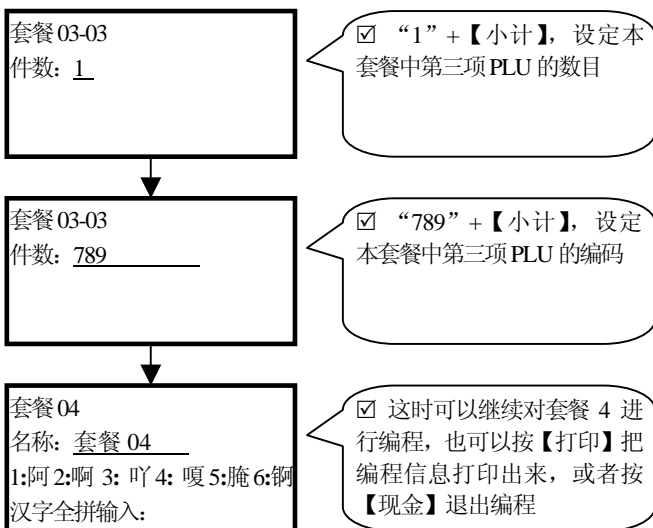 套餐 03-03
件数：1
☑ “1”+【小计】，设定本
套餐中第三项 PLU 的数目
套餐 03-03
件数：789
☑ “789”+【小计】，设定
本套餐中第三项 PLU 的编码
套餐 04
名称：套餐 04
1:阿 2:啊 3: 吖 4: 嗄 5:腌 6:锕
汉字全拼输入：
☑ 这时可以继续对套餐 4 进
行编程，也可以按【打印】把
编程信息打印出来，或者按
【现金】退出编程